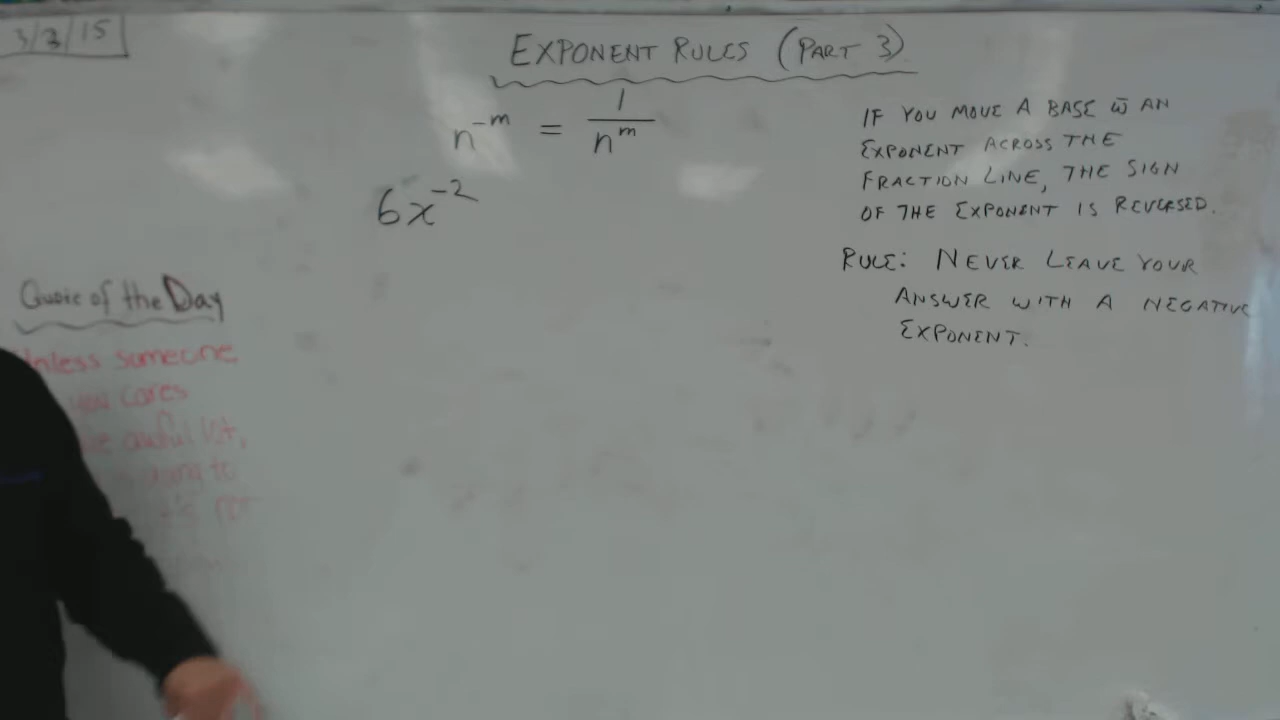 3/3/15
EXPONENT RULES (PART 3)
n⁻ᵐ = 1/nᵐ
6x⁻²
IF YOU MOVE A BASE w̄ AN
EXPONENT ACROSS THE
FRACTION LINE, THE SIGN
OF THE EXPONENT IS REVERSED.
RULE: NEVER LEAVE YOUR
ANSWER WITH A NEGATIVE
EXPONENT.
Quote of the Day
Unless someone
you cares
awful lot,
going to